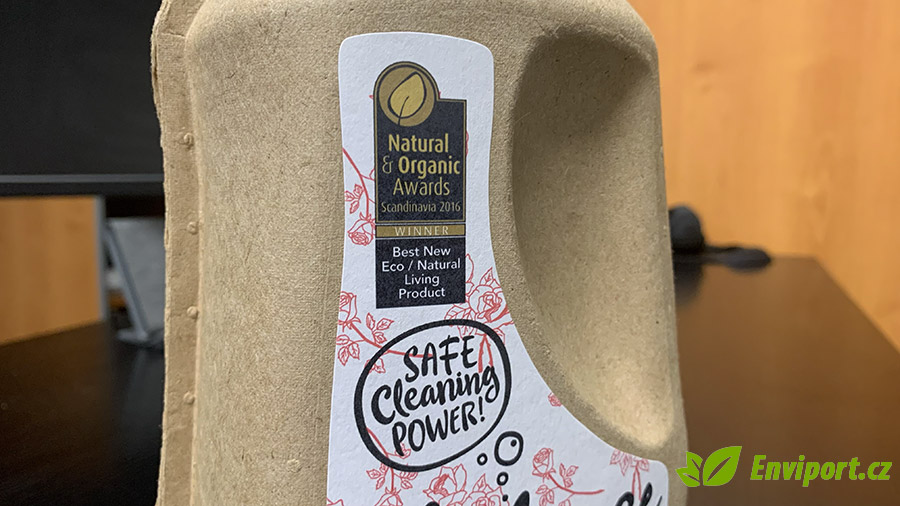 Natural
& Organic
Awards
Scandinavia 2016
WINNER
Best New
Eco / Natural
Living
Product
SAFE
Cleaning
POWER!
Enviport.cz